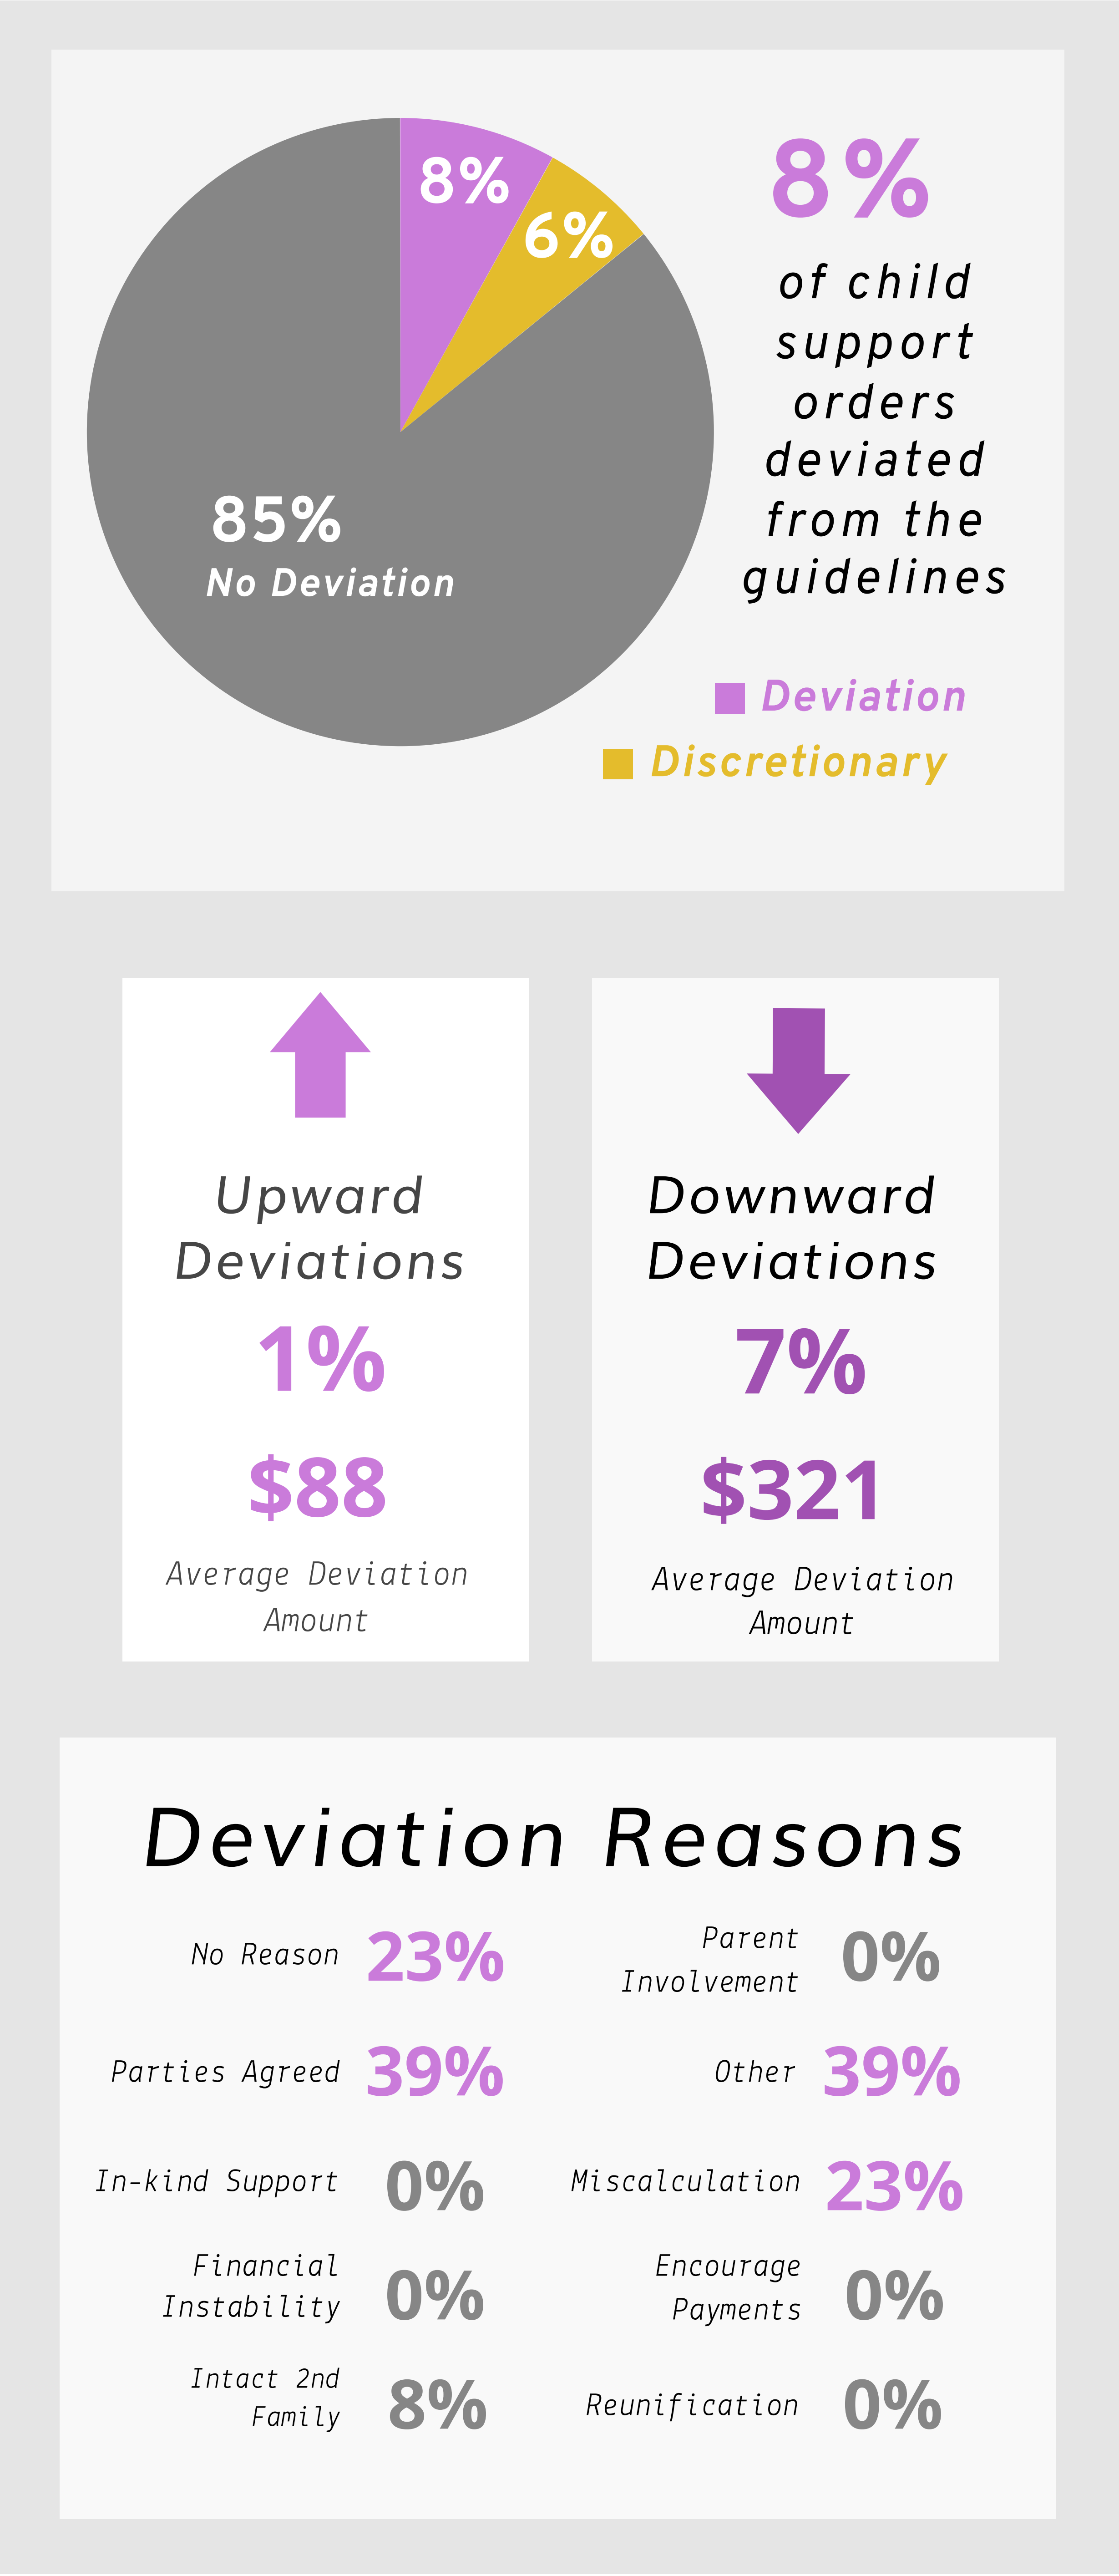 8%
6%
85%
No Deviation
8%
of child
support
orders
deviated
from the
guidelines
Deviation
Discretionary
Upward
Deviations
1%
$88
Average Deviation
Amount
Downward
Deviations
7%
$321
Average Deviation
Amount
Deviation Reasons
No Reason 23%
Parties Agreed 39%
In-kind Support 0%
Financial
Instability 0%
Intact 2nd
Family 8%
Parent
Involvement 0%
Other 39%
Miscalculation 23%
Encourage
Payments 0%
Reunification 0%